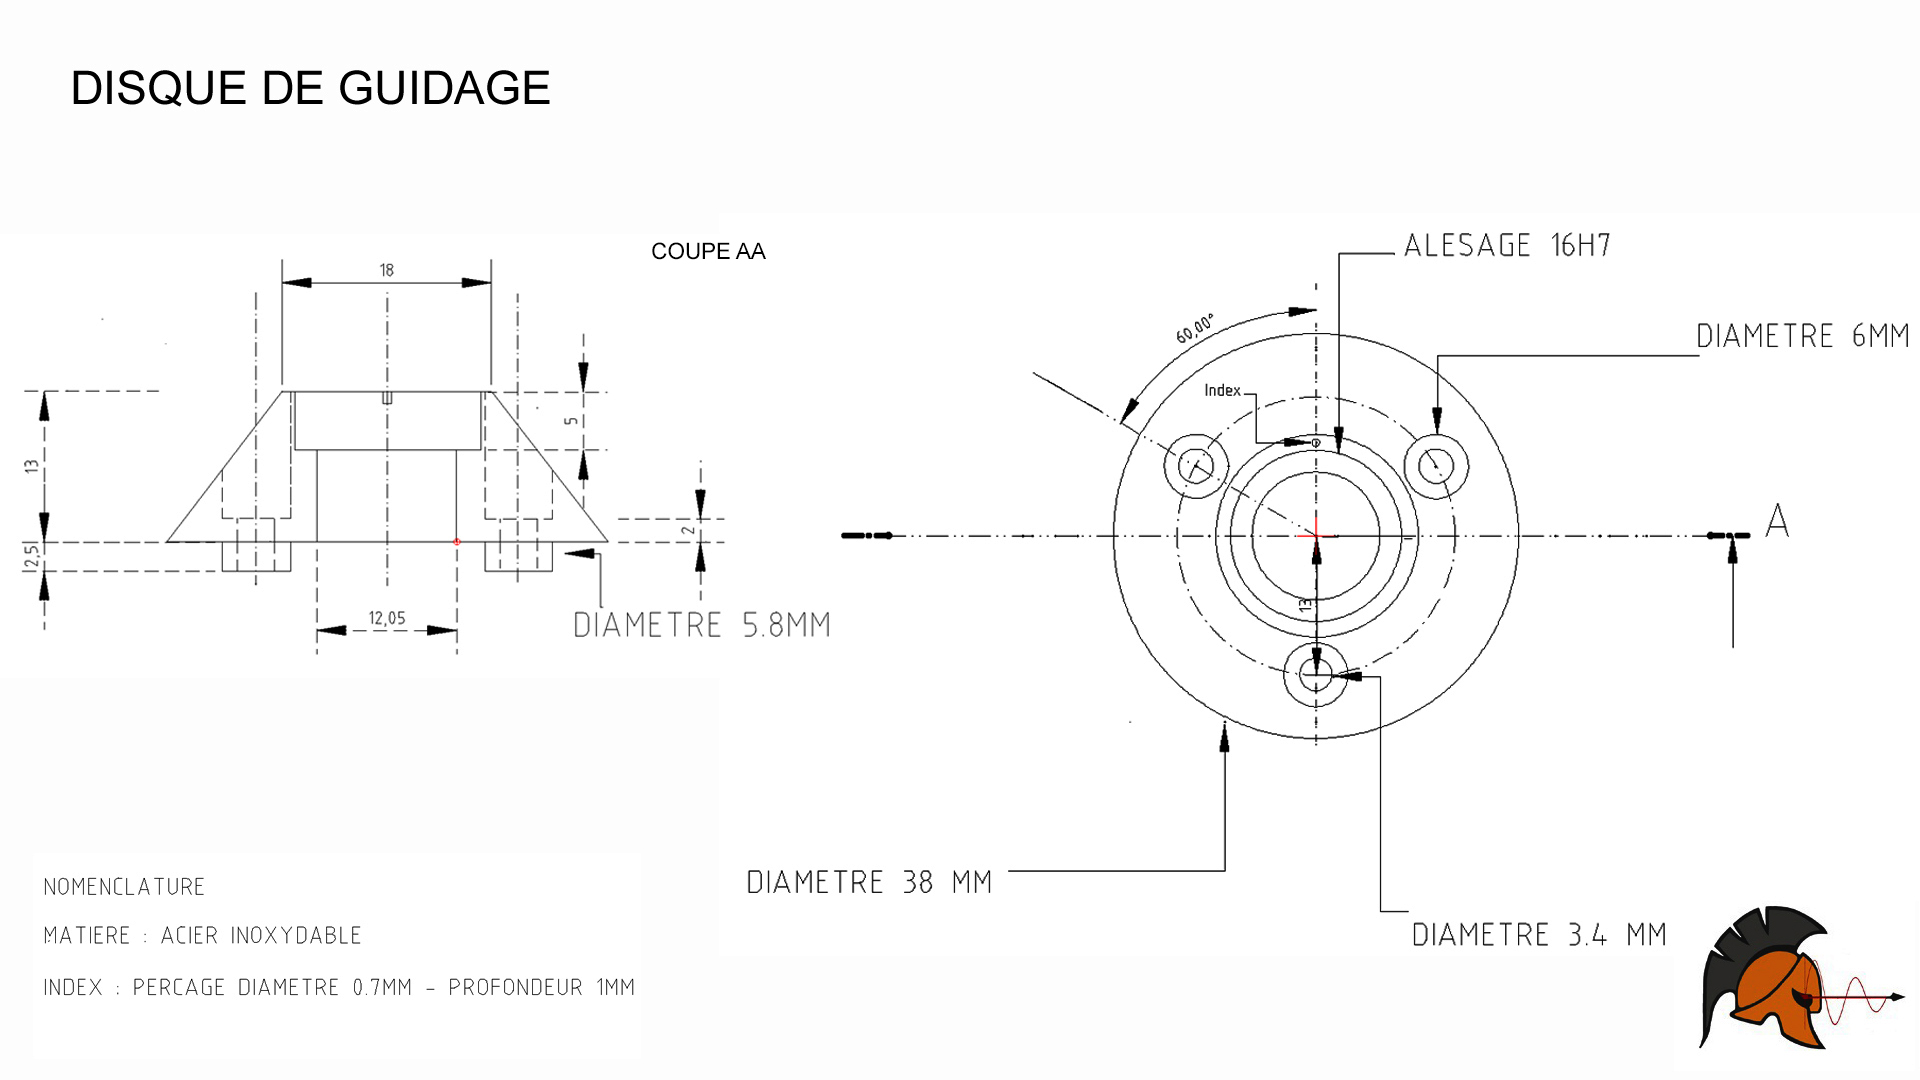 DISQUE DE GUIDAGE
COUPE AA
18
5
13
2,5
2
12,05
DIAMETRE 5.8MM
ALESAGE 16H7
60,00°
DIAMETRE 6MM
Index
A
13
DIAMETRE 38 MM
DIAMETRE 3.4 MM
NOMENCLATURE
MATIERE : ACIER INOXYDABLE
INDEX : PERCAGE DIAMETRE 0.7MM - PROFONDEUR 1MM